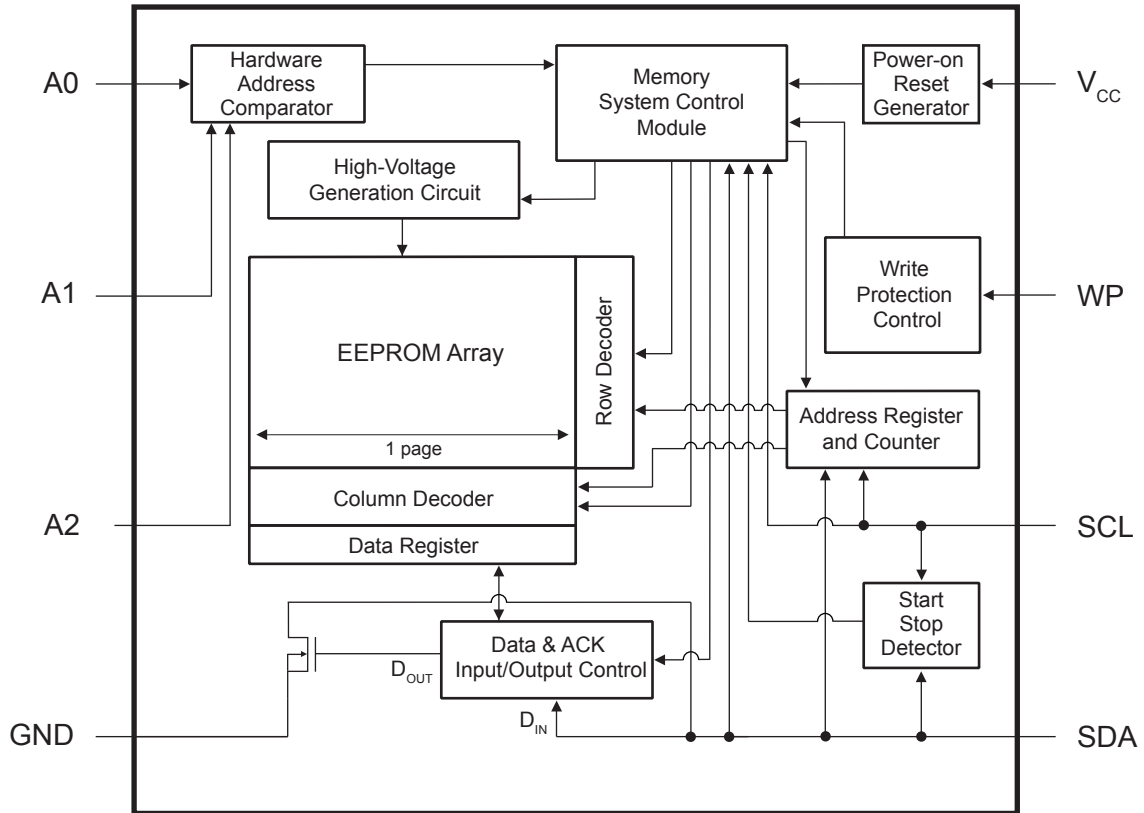 A0
Hardware
Address
Comparator
Memory
System Control
Module
Power-on
Reset
Generator
VCC
High-Voltage
Generation Circuit
A1
EEPROM Array
1 page
Row Decoder
Write
Protection
Control
WP
Address Register
and Counter
A2
Column Decoder
Data Register
SCL
Start
Stop
Detector
Data & ACK
Input/Output Control
DOUT
DIN
GND
SDA